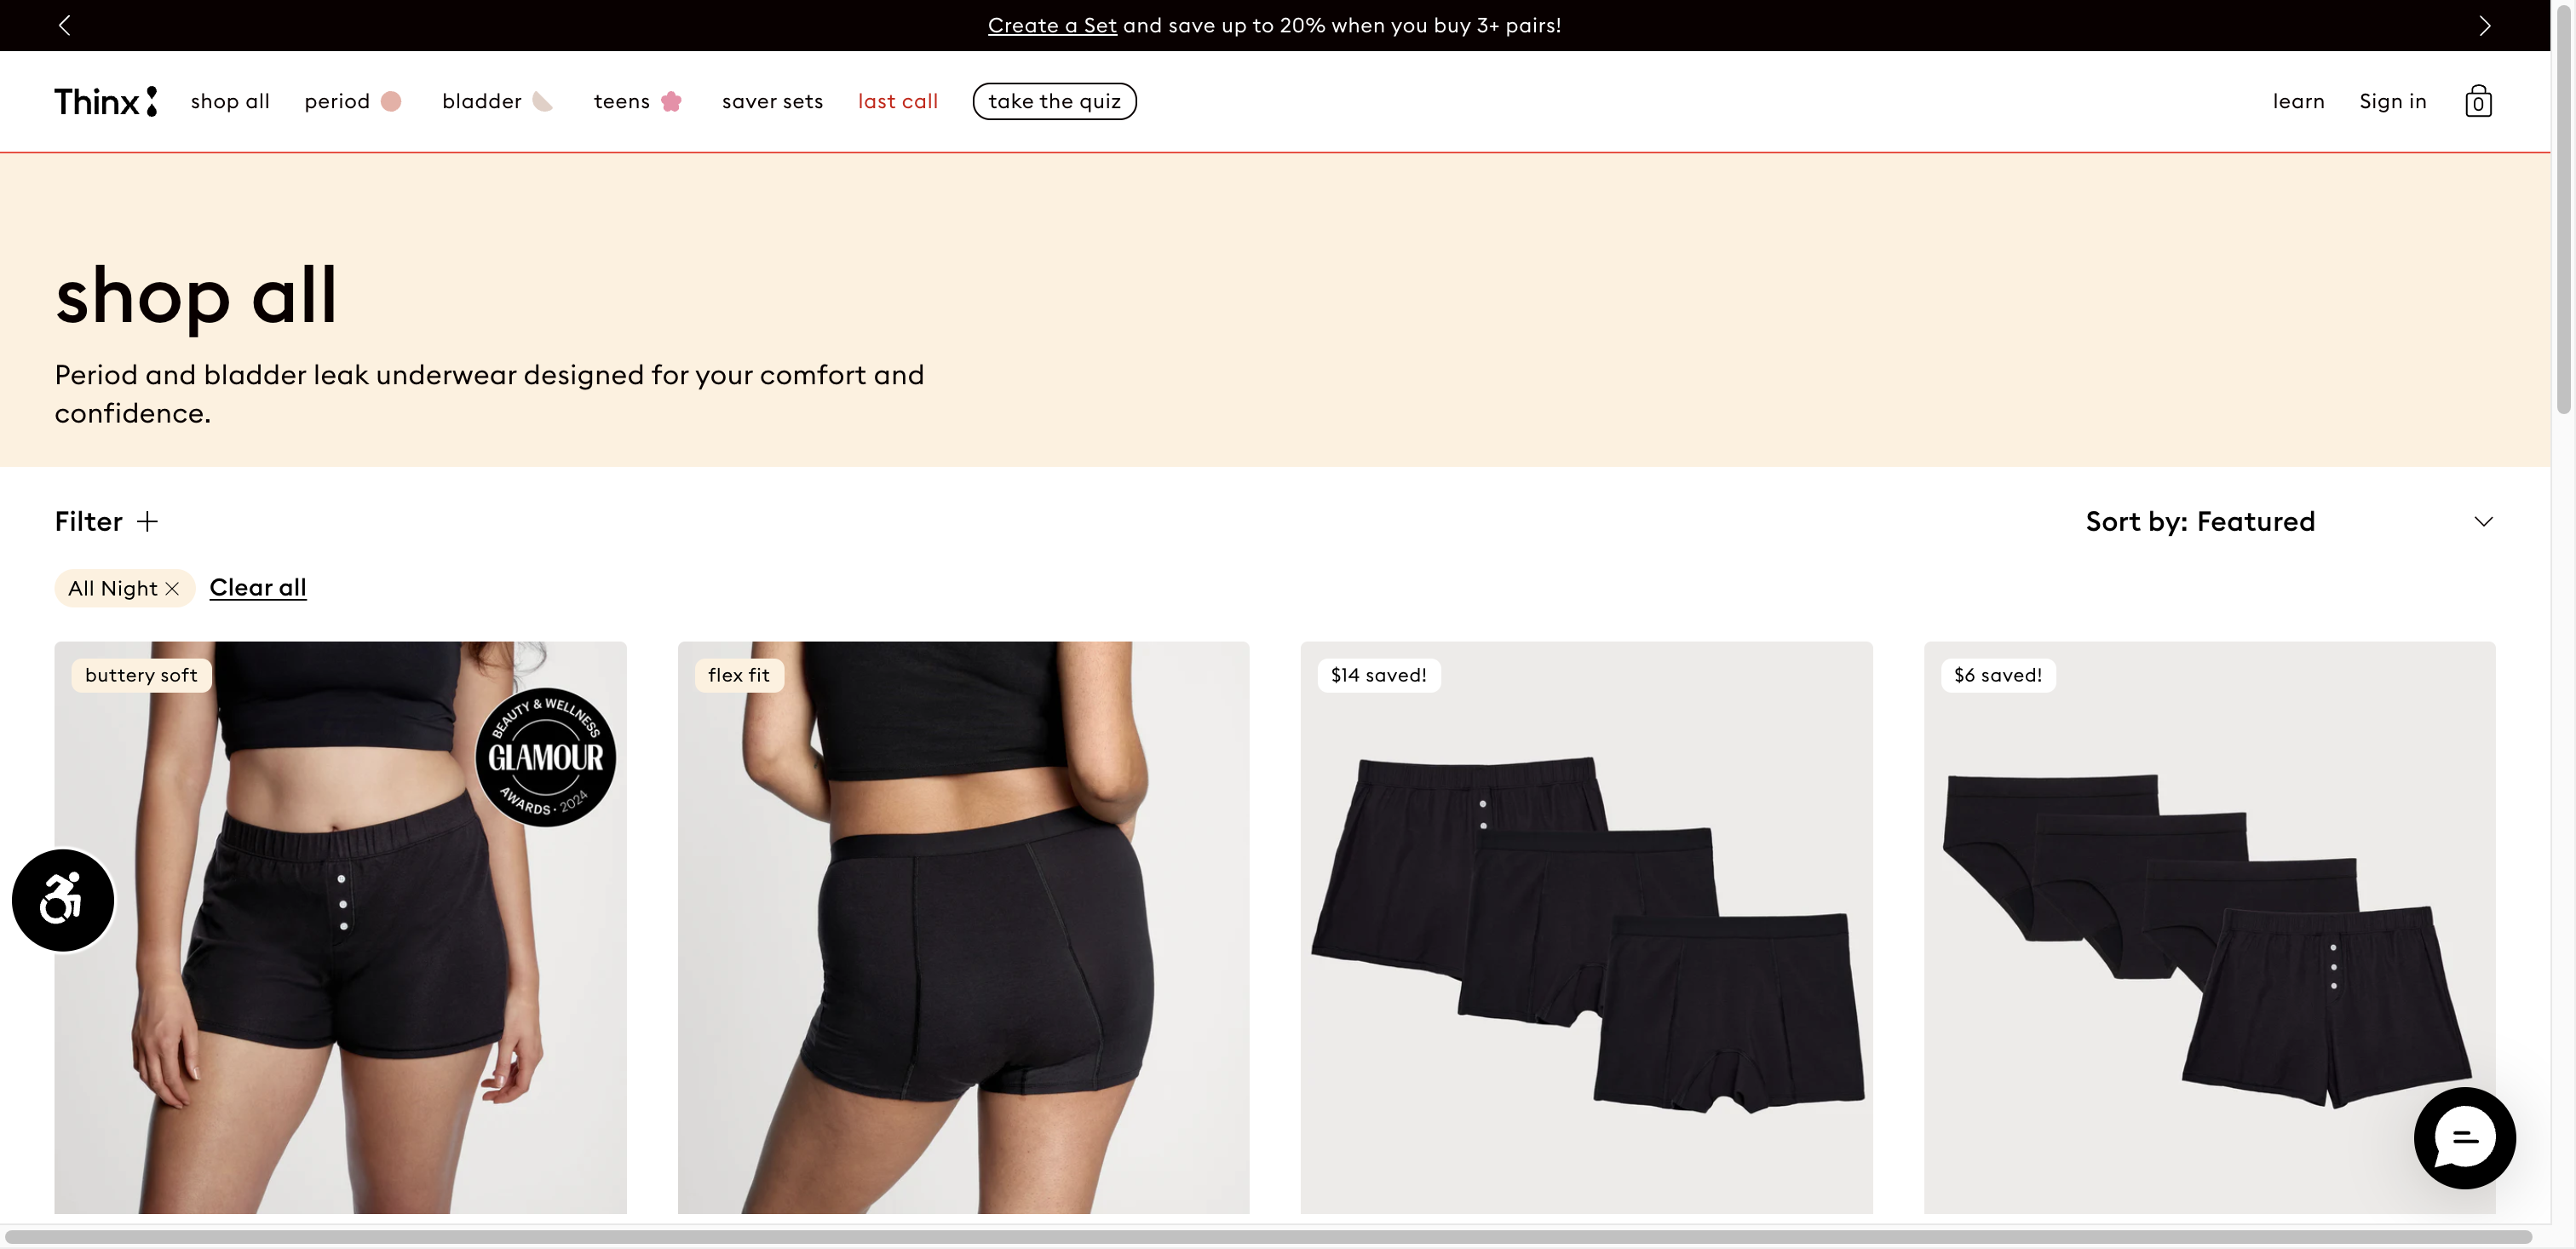 Create a Set and save up to 20% when you buy 3+ pairs!
Thinx
shop all
period
bladder
teens
saver sets
last call
take the quiz
learn
Sign in
0
shop all
Period and bladder leak underwear designed for your comfort and
confidence.
Filter
Sort by: Featured
All Night
Clear all
buttery soft
BEAUTY & WELLNESS
GLAMOUR
AWARDS • 2024
flex fit
$14 saved!
$6 saved!